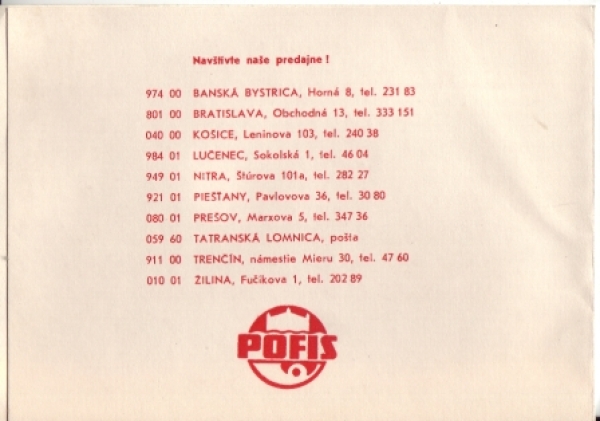 Navštívte naše predajne !
974 00 BANSKÁ BYSTRICA, Horná 8, tel. 231 83
801 00 BRATISLAVA, Obchodná 13, tel. 333 151
040 00 KOŠICE, Leninova 103, tel. 240 38
984 01 LUČENEC, Sokolská 1, tel. 46 04
949 01 NITRA, Štúrova 101a, tel. 282 27
921 01 PIEŠŤANY, Pavlovova 36, tel. 30 80
080 01 PREŠOV, Marxova 5, tel. 347 36
059 60 TATRANSKÁ LOMNICA, pošta
911 00 TRENČÍN, námestie Mieru 30, tel. 47 60
010 01 ŽILINA, Fučíkova 1, tel. 202 89
POFIS